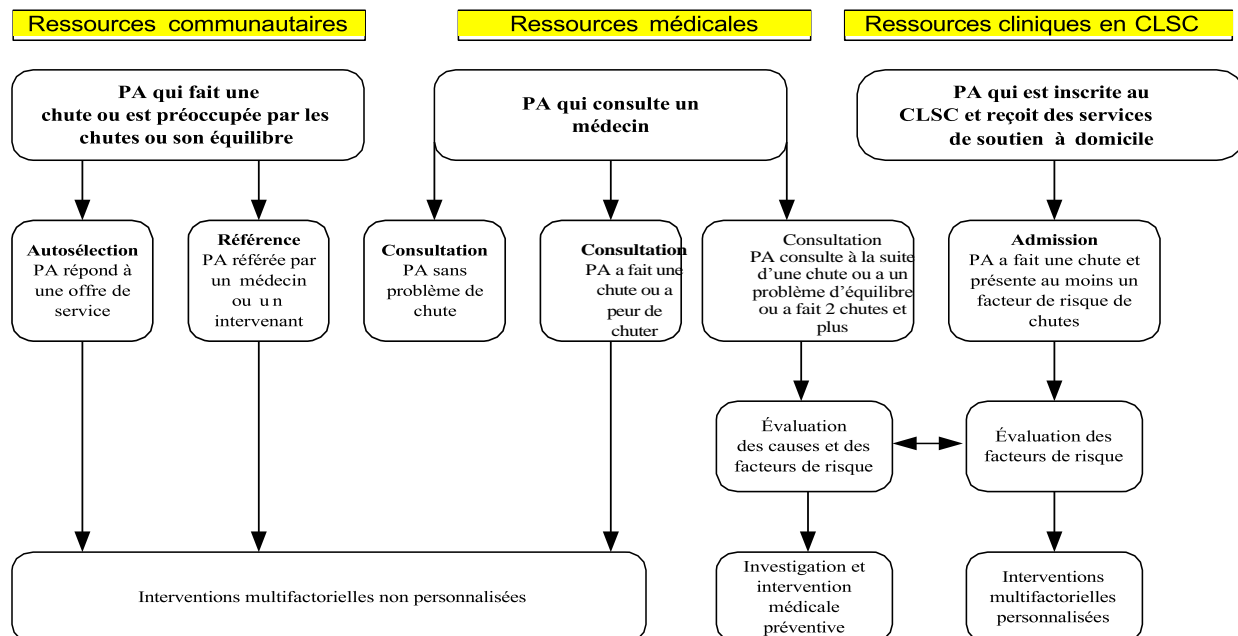 Ressources communautaires
Ressources médicales
Ressources cliniques en CLSC
PA qui fait une
chute ou est préoccupée par les
chutes ou son équilibre
PA qui consulte un
médecin
PA qui est inscrite au
CLSC et reçoit des services
de soutien à domicile
Autosélection
PA répond à
une offre de
service
Référence
PA référée par
un médecin
ou un
intervenant
Consultation
PA sans
problème de
chute
Consultation
PA a fait une
chute ou a
peur de
chuter
Consultation
PA consulte à la suite
d'une chute ou a un
problème d'équilibre
ou a fait 2 chutes et
plus
Admission
PA a fait une chute et
présente au moins un
facteur de risque de
chutes
Évaluation
des causes et des
facteurs de risque
Évaluation des
facteurs de risque
Interventions multifactorielles non personnalisées
Investigation et
intervention
médicale
préventive
Interventions
multifactorielles
personnalisées